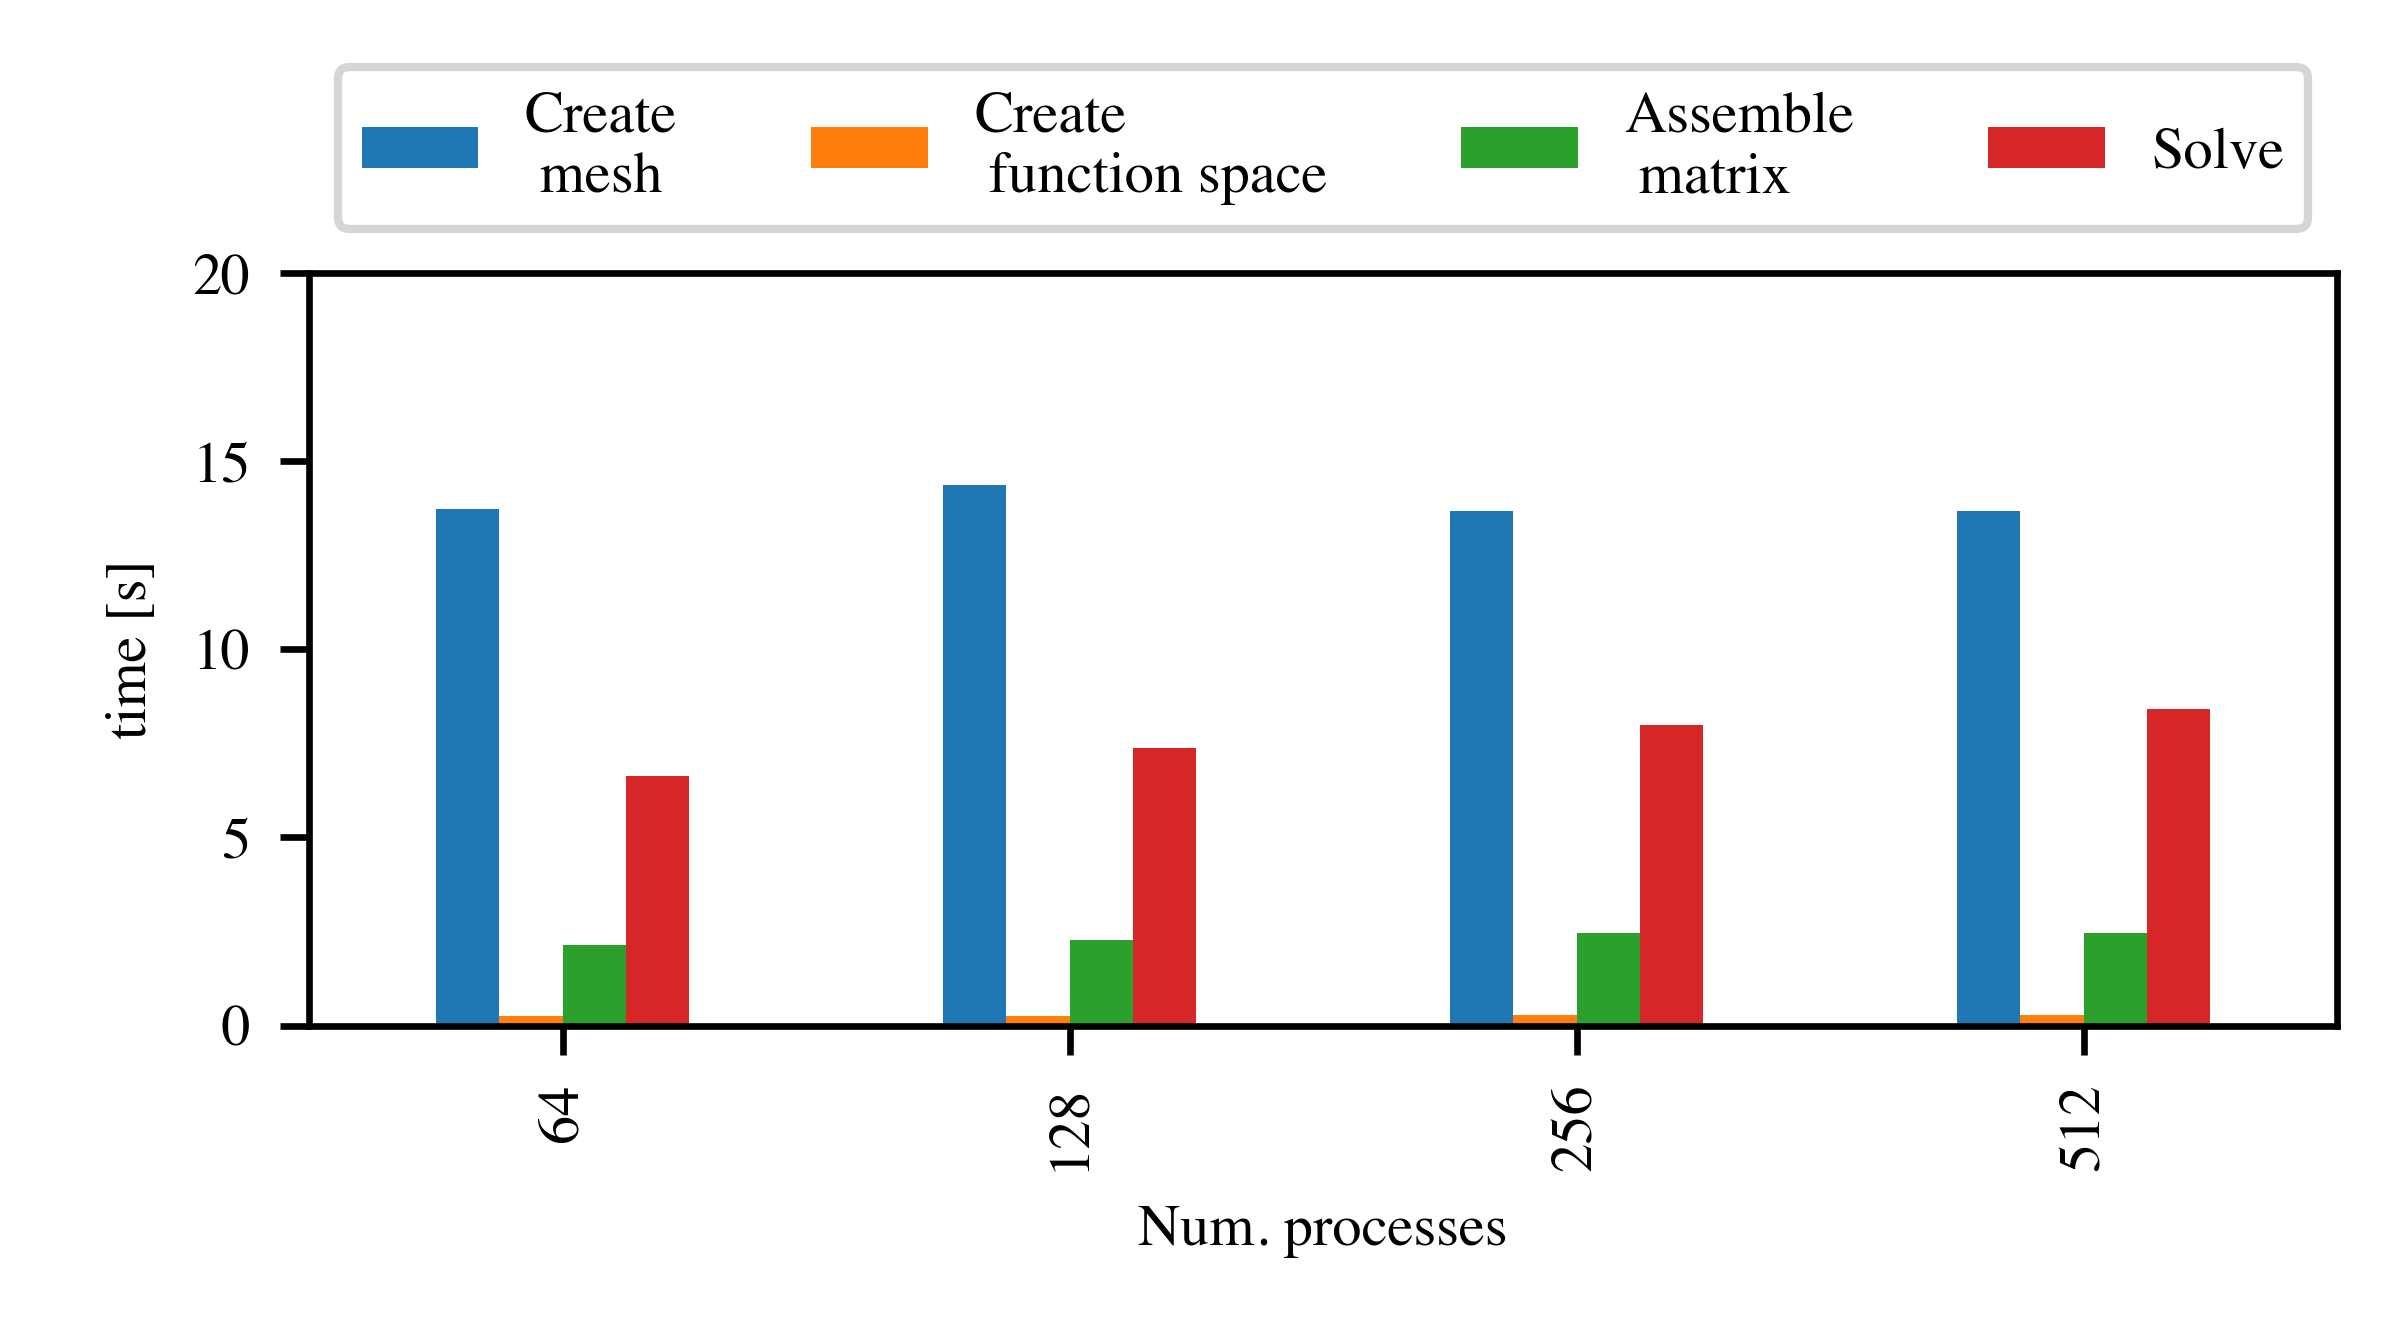 Create
mesh
Create
function space
Assemble
matrix
Solve
20
15
10
5
0
time [s]
64
128
256
512
Num. processes